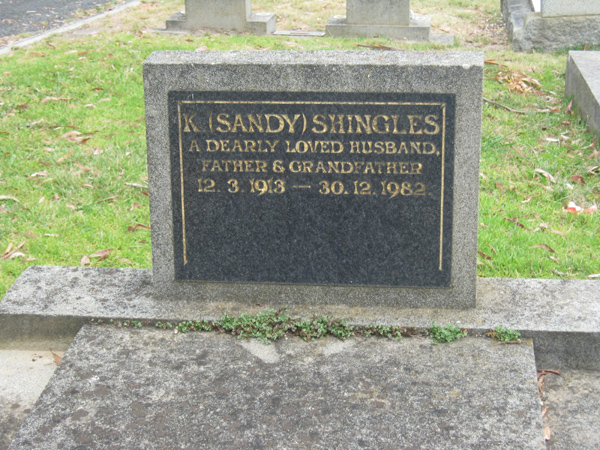 K. (SANDY) SHINGLES
A DEARLY LOVED HUSBAND,
FATHER & GRANDFATHER
12. 3. 1913 — 30. 12. 1982.